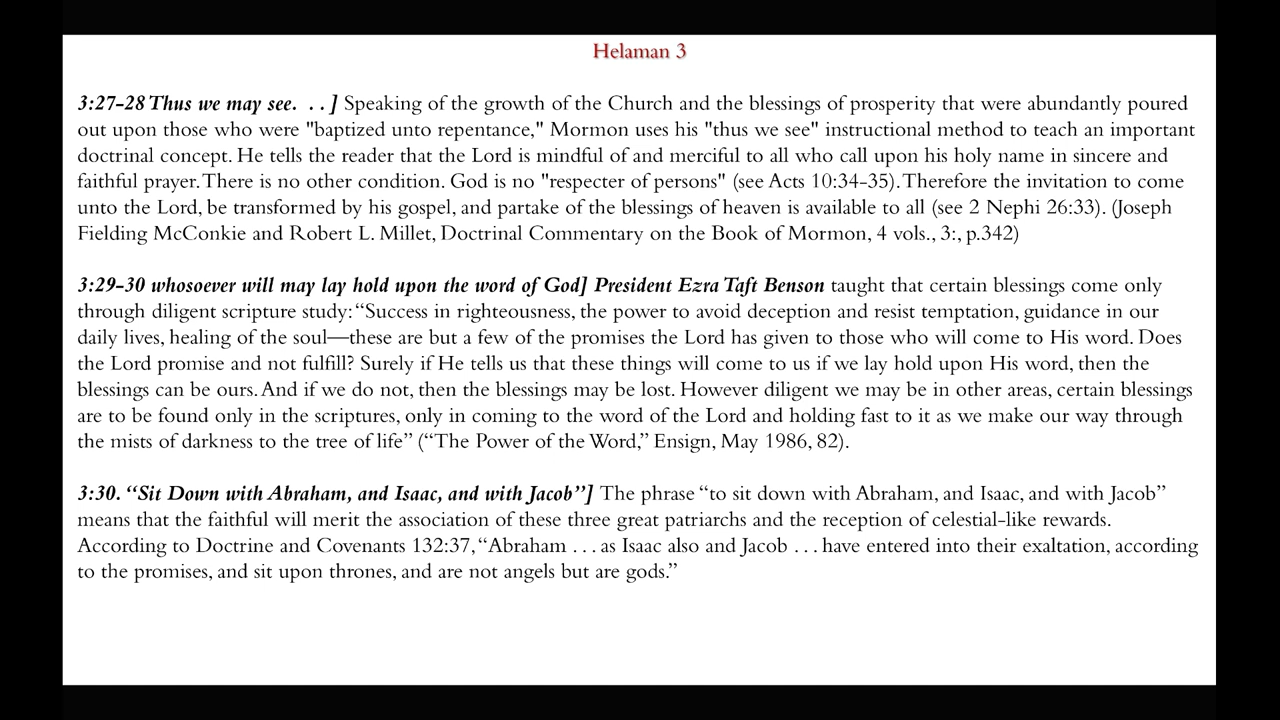 Helaman 3
3:27-28 Thus we may see. . . ] Speaking of the growth of the Church and the blessings of prosperity that were abundantly poured
out upon those who were "baptized unto repentance," Mormon uses his "thus we see" instructional method to teach an important
doctrinal concept. He tells the reader that the Lord is mindful of and merciful to all who call upon his holy name in sincere and
faithful prayer. There is no other condition. God is no "respecter of persons" (see Acts 10:34-35). Therefore the invitation to come
unto the Lord, be transformed by his gospel, and partake of the blessings of heaven is available to all (see 2 Nephi 26:33). (Joseph
Fielding McConkie and Robert L. Millet, Doctrinal Commentary on the Book of Mormon, 4 vols., 3:, p.342)
3:29-30 whosoever will may lay hold upon the word of God] President Ezra Taft Benson taught that certain blessings come only
through diligent scripture study: “Success in righteousness, the power to avoid deception and resist temptation, guidance in our
daily lives, healing of the soul—these are but a few of the promises the Lord has given to those who will come to His word. Does
the Lord promise and not fulfill? Surely if He tells us that these things will come to us if we lay hold upon His word, then the
blessings can be ours. And if we do not, then the blessings may be lost. However diligent we may be in other areas, certain blessings
are to be found only in the scriptures, only in coming to the word of the Lord and holding fast to it as we make our way through
the mists of darkness to the tree of life” (“The Power of the Word,” Ensign, May 1986, 82).
3:30. “Sit Down with Abraham, and Isaac, and with Jacob”] The phrase “to sit down with Abraham, and Isaac, and with Jacob”
means that the faithful will merit the association of these three great patriarchs and the reception of celestial-like rewards.
According to Doctrine and Covenants 132:37, “Abraham . . . as Isaac also and Jacob . . . have entered into their exaltation, according
to the promises, and sit upon thrones, and are not angels but are gods.”